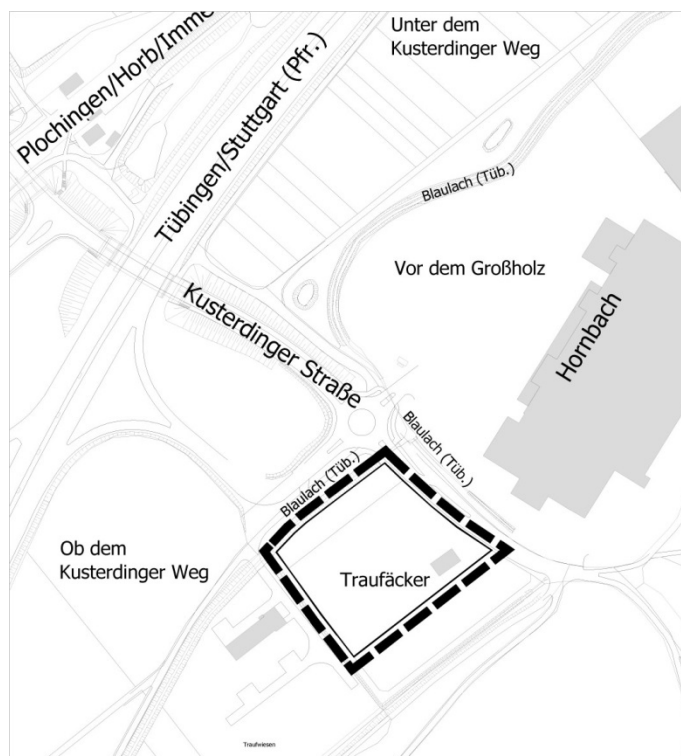 Unter dem
Kusterdinger Weg
Plochingen/Horb/Imme
Tübingen/Stuttgart (Pfr.)
Blaulach (Tüb.)
Vor dem Großholz
Kusterdinger Straße
Hornbach
Blaulach (Tüb.)
Blaulach (Tüb.)
Ob dem
Kusterdinger Weg
Traufäcker
Traufwiesen